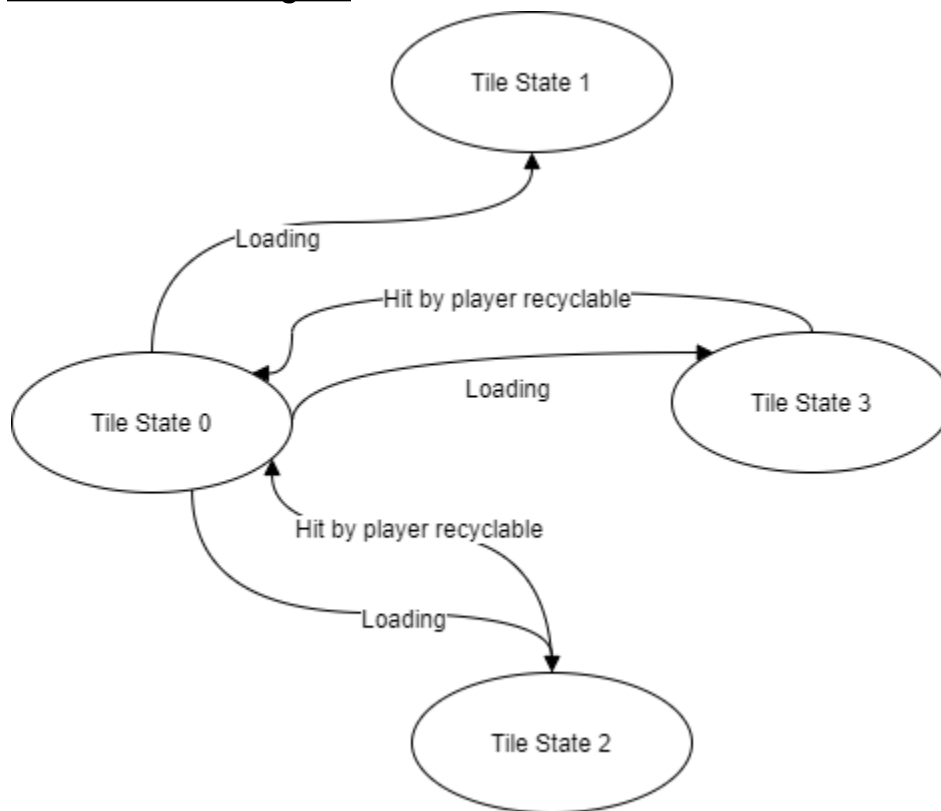 Tile State 1
Loading
Hit by player recyclable
Loading
Tile State 3
Tile State 0
Hit by player recyclable
Loading
Tile State 2